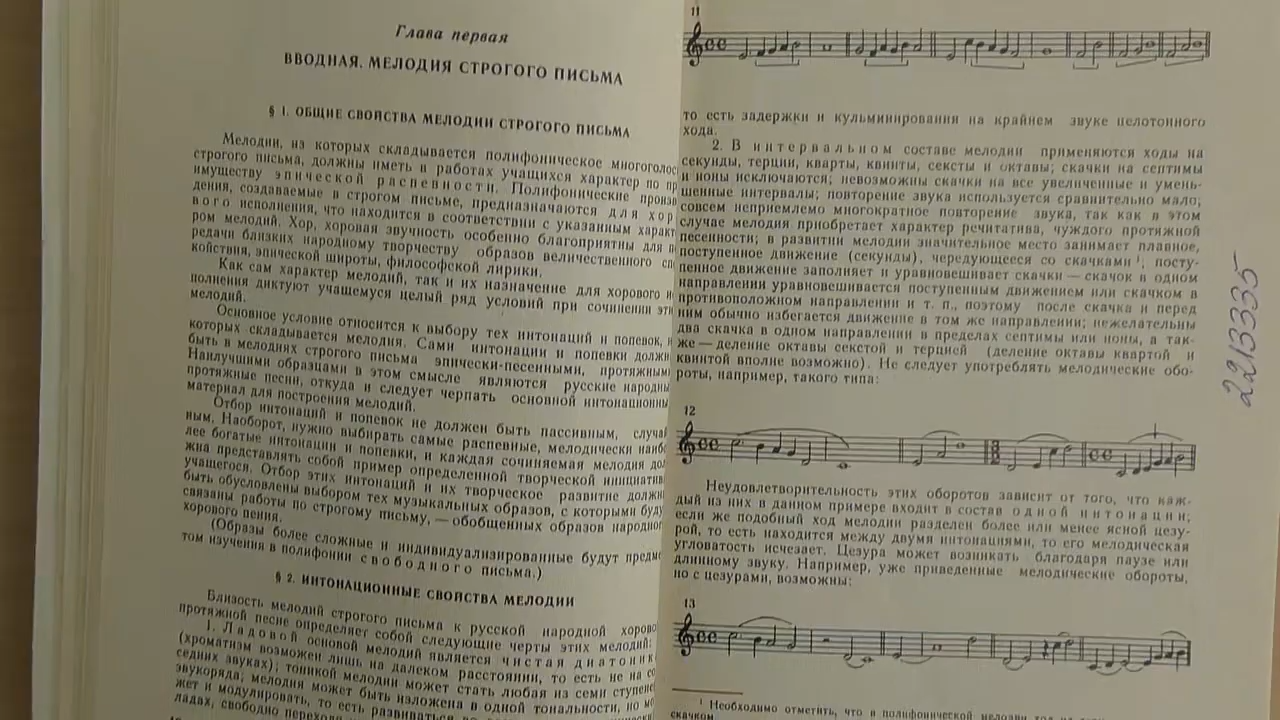 Глава первая
ВВОДНАЯ. МЕЛОДИЯ СТРОГОГО ПИСЬМА
§ 1. ОБЩИЕ СВОЙСТВА МЕЛОДИИ СТРОГОГО ПИСЬМА
Мелодии, из которых складывается полифоническое многоголос
строгого письма, должны иметь в работах учащихся характер по пр
имуществу эпической распевности. Полифонические произв
дения, создаваемые в строгом письме, предназначаются для хор
вого исполнения, что находится в соответствии с указанным характ
ром мелодий. Хор, хоровая звучность особенно благоприятны для п
редачи близких народному творчеству образов величественного спо
койствия, эпической широты, философской лирики.
Как сам характер мелодий, так и их назначение для хорового и
полнения диктуют учащемуся целый ряд условий при сочинении эти
мелодий.
Основное условие относится к выбору тех интонаций и попевок, и
которых складывается мелодия. Сами интонации и попевки должн
быть в мелодиях строгого письма эпически-песенными, протяжным
Наилучшими образцами в этом смысле являются русские народны
протяжные песни, откуда и следует черпать основной интонационны
материал для построения мелодий.
Отбор интонаций и попевок не должен быть пассивным, случай
ным. Наоборот, нужно выбирать самые распевные, мелодически наибо
лее богатые интонации и попевки, и каждая сочиняемая мелодия дол
жна представлять собой пример определенной творческой инициатив
учащегося. Отбор этих интонаций и их творческое развитие должн
быть обусловлены выбором тех музыкальных образов, с которыми буду
связаны работы по строгому письму, — обобщенных образов народног
хорового пения.
(Образы более сложные и индивидуализированные будут предме
том изучения в полифонии свободного письма.)
§ 2. ИНТОНАЦИОННЫЕ СВОЙСТВА МЕЛОДИИ
Близость мелодий строгого письма к русской народной хорово
протяжной песне определяет собой следующие черты этих мелодий:
1. Ладовой основой мелодий является чистая диатоник
(хроматизм возможен лишь на далеком расстоянии, то есть не на со
седних звуках); тоникой мелодии может стать любая из семи ступене
звукоряда; мелодия может быть изложена в одной тональности, но мо
жет и модулировать, то есть развиваться
ладах, свободно переход
11
то есть задержки и кульминирования на крайнем звуке целотонного
хода.
2. В интервальном составе мелодии применяются ходы на
секунды, терции, кварты, квинты, сексты и октавы; скачки на септимы
и ноны исключаются; невозможны скачки на все увеличенные и умень-
шенные интервалы; повторение звука используется сравнительно мало;
совсем неприемлемо многократное повторение звука, так как в этом
случае мелодия приобретает характер речитатива, чуждого протяжной
песенности; в развитии мелодии значительное место занимает плавное,
поступенное движение (секунды), чередующееся со скачками¹, посту-
пенное движение заполняет и уравновешивает скачки — скачок в одном
направлении уравновешивается поступенным движением или скачком в
противоположном направлении и т. п., поэтому после скачка и перед
ним обычно избегается движение в том же направлении; нежелательны
два скачка в одном направлении в пределах септимы или ноны, а так-
же — деление октавы секстой и терцией (деление октавы квартой и
квинтой вполне возможно). Не следует употреблять мелодические обо-
роты, например, такого типа:
12
Неудовлетворительность этих оборотов зависит от того, что каж-
дый из них в данном примере входит в состав одной интонации;
если же подобный ход мелодии разделен более или менее ясной цезу-
рой, то есть находится между двумя интонациями, то его мелодическая
угловатость исчезает. Цезура может возникать благодаря паузе или
длинному звуку. Например, уже приведенные мелодические обороты,
но с цезурами, возможны:
13
¹ Необходимо отметить, что в полифонической мелодии ход на
скачком
2213335